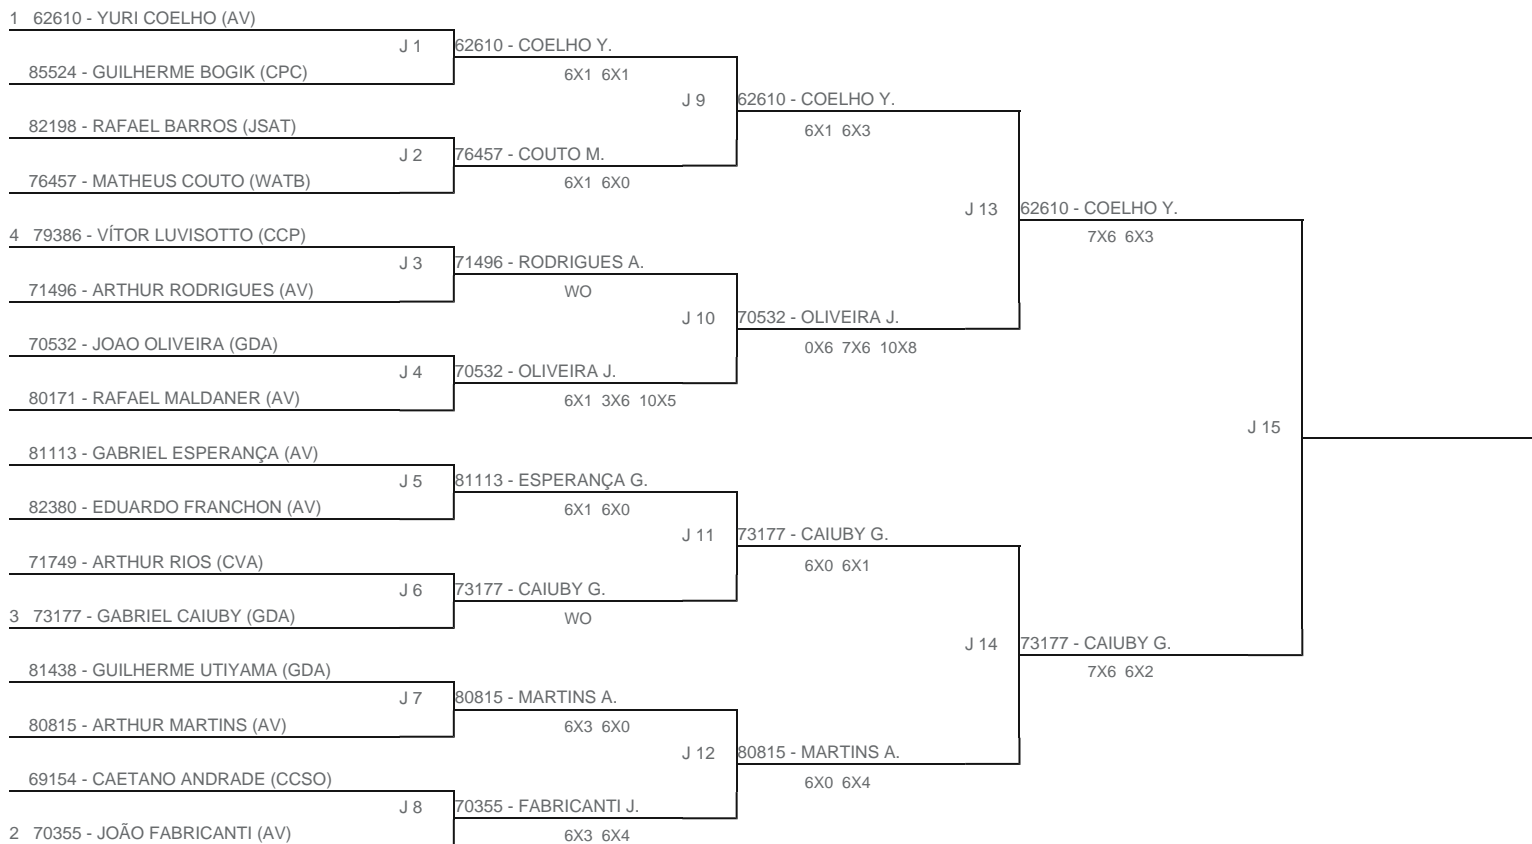 1 62610 - YURI COELHO (AV)
J 1
62610 - COELHO Y.
85524 - GUILHERME BOGIK (CPC)
6X1 6X1
J 9
62610 - COELHO Y.
82198 - RAFAEL BARROS (JSAT)
6X1 6X3
J 2
76457 - COUTO M.
76457 - MATHEUS COUTO (WATB)
6X1 6X0
J 13
62610 - COELHO Y.
4 79386 - VÍTOR LUVISOTTO (CCP)
7X6 6X3
J 3
71496 - RODRIGUES A.
71496 - ARTHUR RODRIGUES (AV)
WO
J 10
70532 - OLIVEIRA J.
70532 - JOAO OLIVEIRA (GDA)
0X6 7X6 10X8
J 4
70532 - OLIVEIRA J.
80171 - RAFAEL MALDANER (AV)
6X1 3X6 10X5
J 15
81113 - GABRIEL ESPERANÇA (AV)
J 5
81113 - ESPERANÇA G.
82380 - EDUARDO FRANCHON (AV)
6X1 6X0
J 11
73177 - CAIUBY G.
71749 - ARTHUR RIOS (CVA)
6X0 6X1
J 6
73177 - CAIUBY G.
3 73177 - GABRIEL CAIUBY (GDA)
WO
J 14
73177 - CAIUBY G.
81438 - GUILHERME UTIYAMA (GDA)
7X6 6X2
J 7
80815 - MARTINS A.
80815 - ARTHUR MARTINS (AV)
6X3 6X0
J 12
80815 - MARTINS A.
69154 - CAETANO ANDRADE (CCSO)
6X0 6X4
J 8
70355 - FABRICANTI J.
2 70355 - JOÃO FABRICANTI (AV)
6X3 6X4